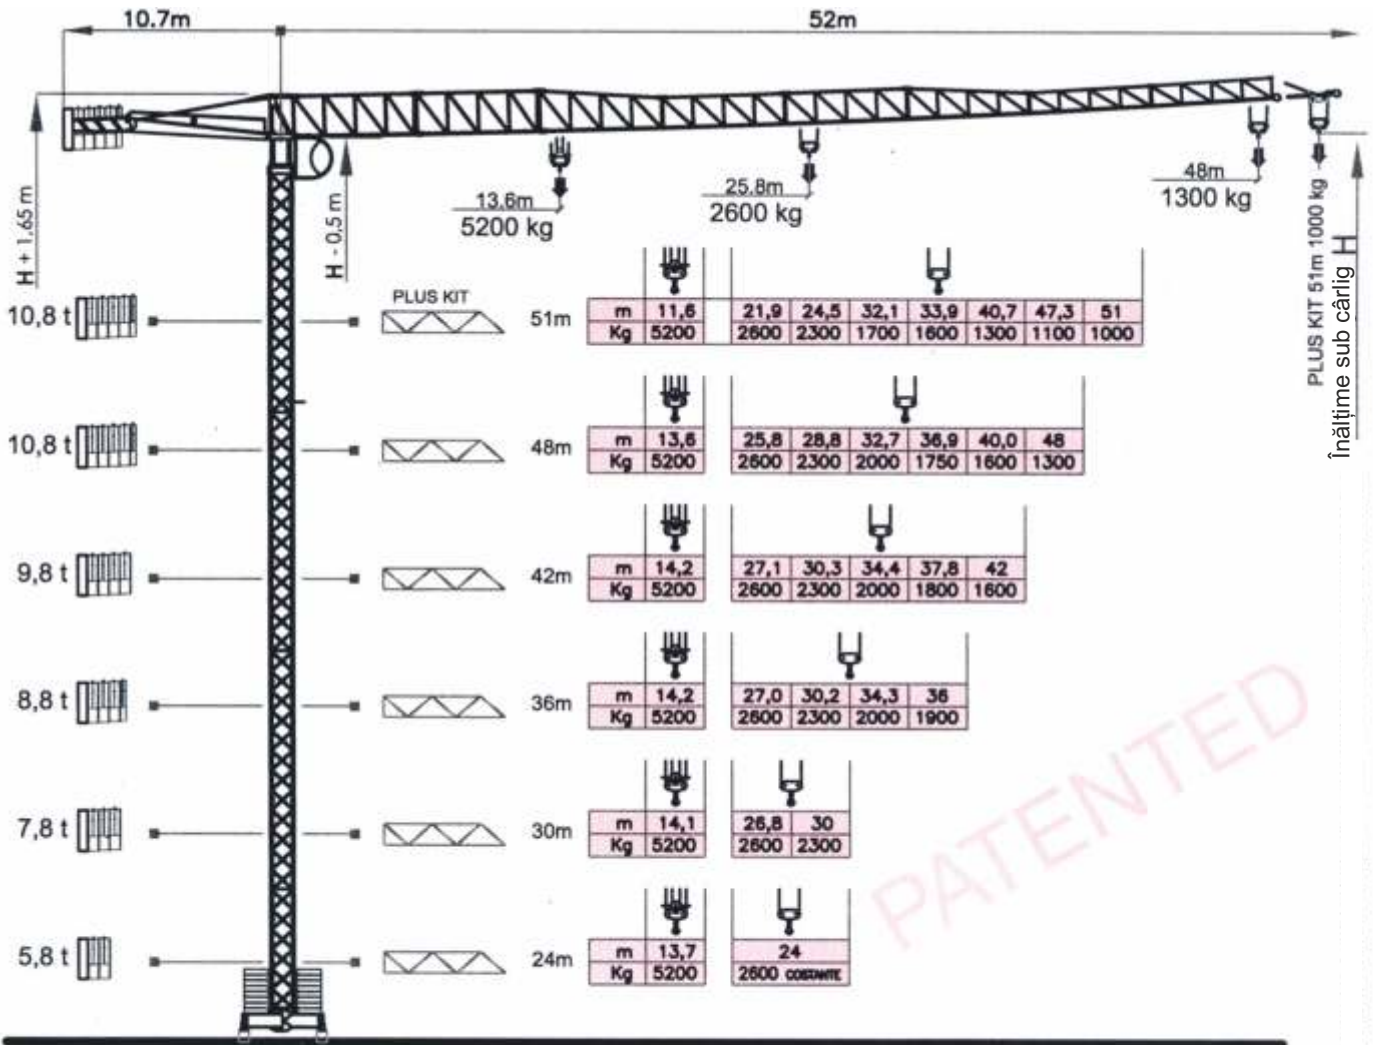 10.7m 52m
H + 1,65 m
H - 0,5 m
13.6m
5200 kg
25.8m
2600 kg
48m
1300 kg
PLUS KIT 51m 1000 kg
Înălțime sub cârlig H
PLUS KIT
10,8 t 51m m 11,6 21,9 24,5 32,1 33,9 40,7 47,3 51
Kg 5200 2600 2300 1700 1600 1300 1100 1000
10,8 t 48m m 13,6 25,8 28,8 32,7 36,9 40,0 48
Kg 5200 2600 2300 2000 1750 1600 1300
9,8 t 42m m 14,2 27,1 30,3 34,4 37,8 42
Kg 5200 2600 2300 2000 1800 1600
8,8 t 36m m 14,2 27,0 30,2 34,3 36
Kg 5200 2600 2300 2000 1900
7,8 t 30m m 14,1 26,8 30
Kg 5200 2600 2300
5,8 t 24m m 13,7 24
Kg 5200 2600 COSTANTE
PATENTED